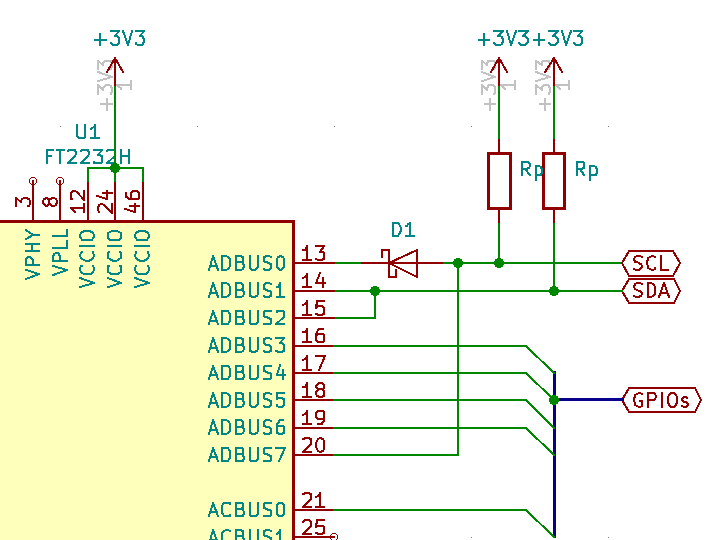 +3V3
+3V3
1
+3V3+3V3
+3V3
1
+3V3
1
U1
FT2232H
3
8
12
24
46
VPHY
VPLL
VCCIO
VCCIO
VCCIO
Rp
Rp
D1
ADBUS0 13
SCL
ADBUS1 14
SDA
ADBUS2 15
ADBUS3 16
ADBUS4 17
ADBUS5 18
GPIOs
ADBUS6 19
ADBUS7 20
ACBUS0 21
ACBUS1 25